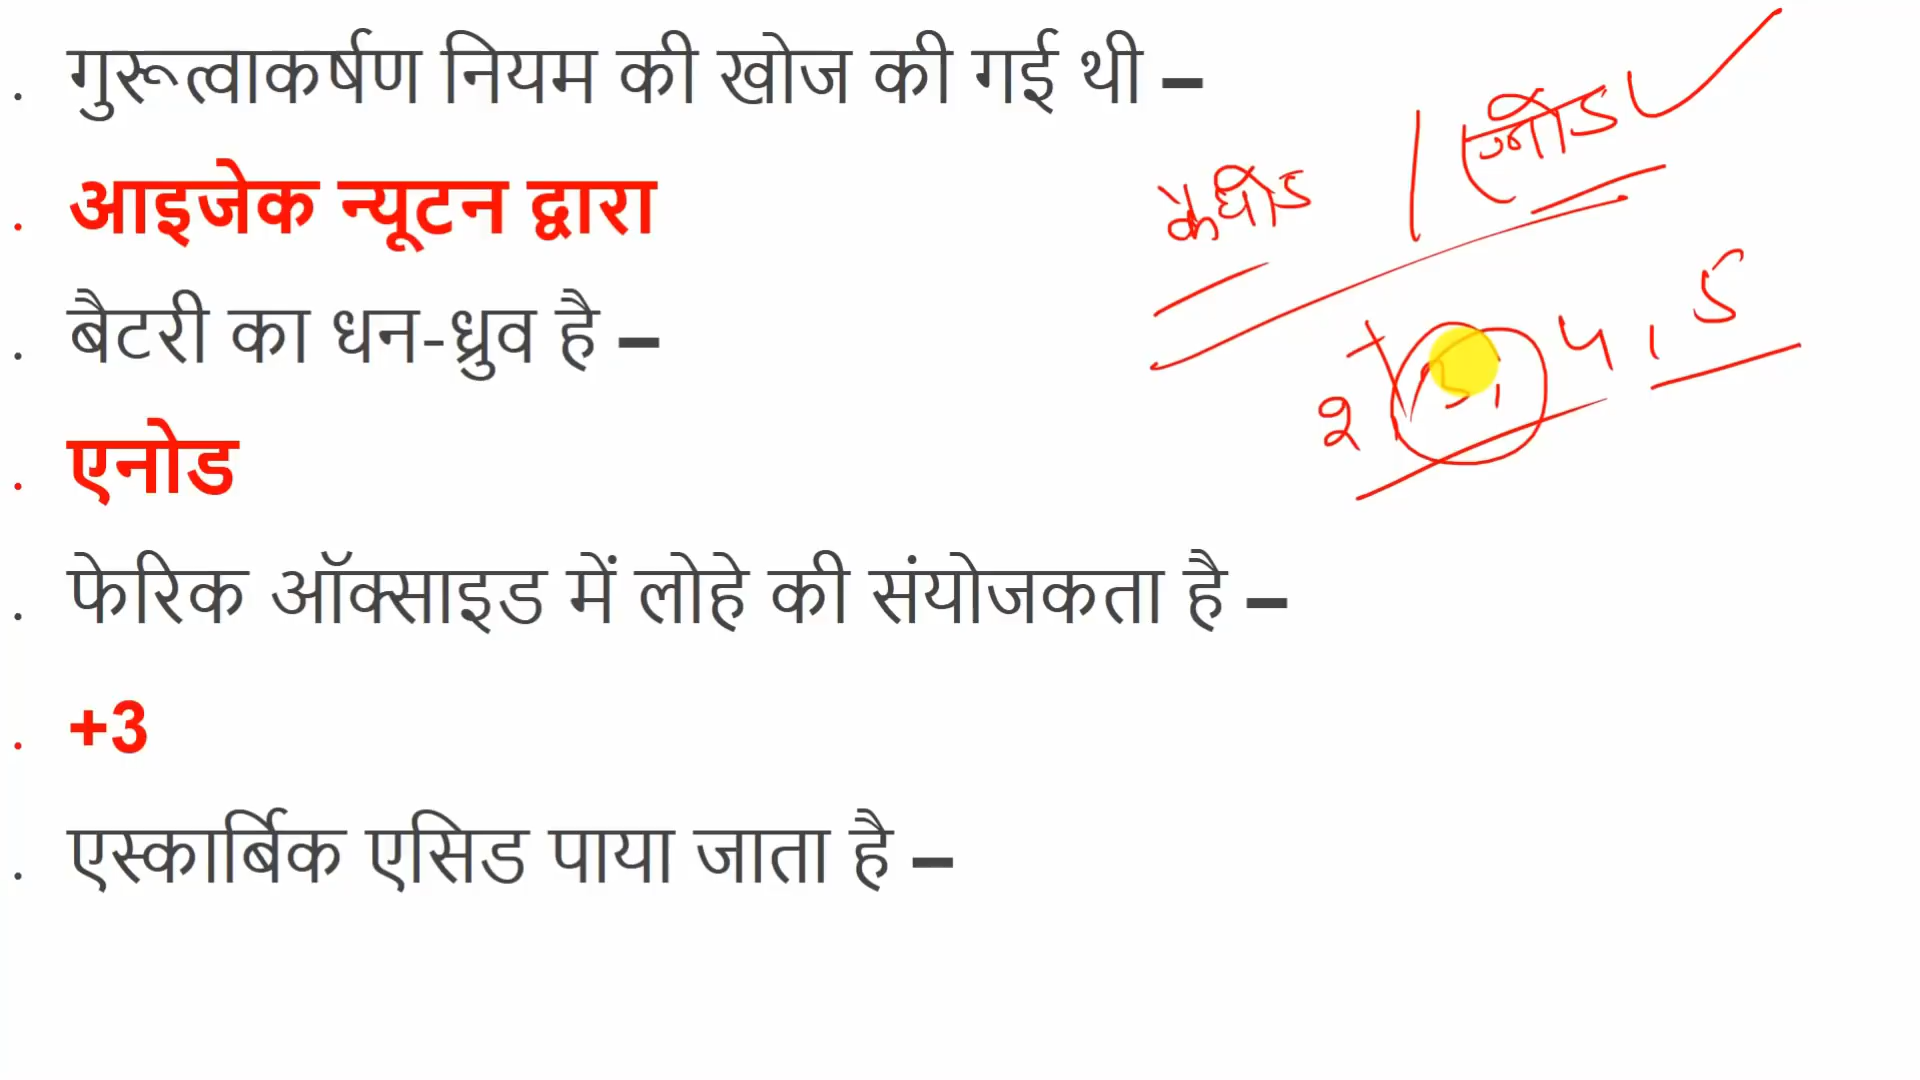 . गुरूत्वाकर्षण नियम की खोज की गई थी –
. आइजेक न्यूटन द्वारा
. बैटरी का धन-ध्रुव है –
. एनोड
. फेरिक ऑक्साइड में लोहे की संयोजकता है –
. +3
. एस्कार्बिक एसिड पाया जाता है –
कैथोड / एनोड